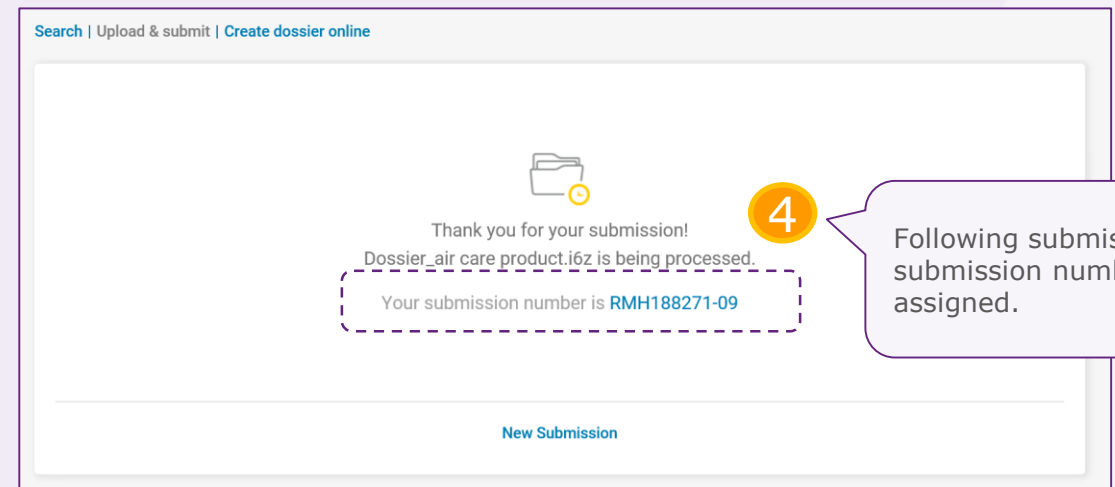 Search | Upload & submit | Create dossier online
Thank you for your submission!
Dossier_air care product.i6z is being processed.
Your submission number is RMH188271-09
4
Following
submission
assigned.
New Submission